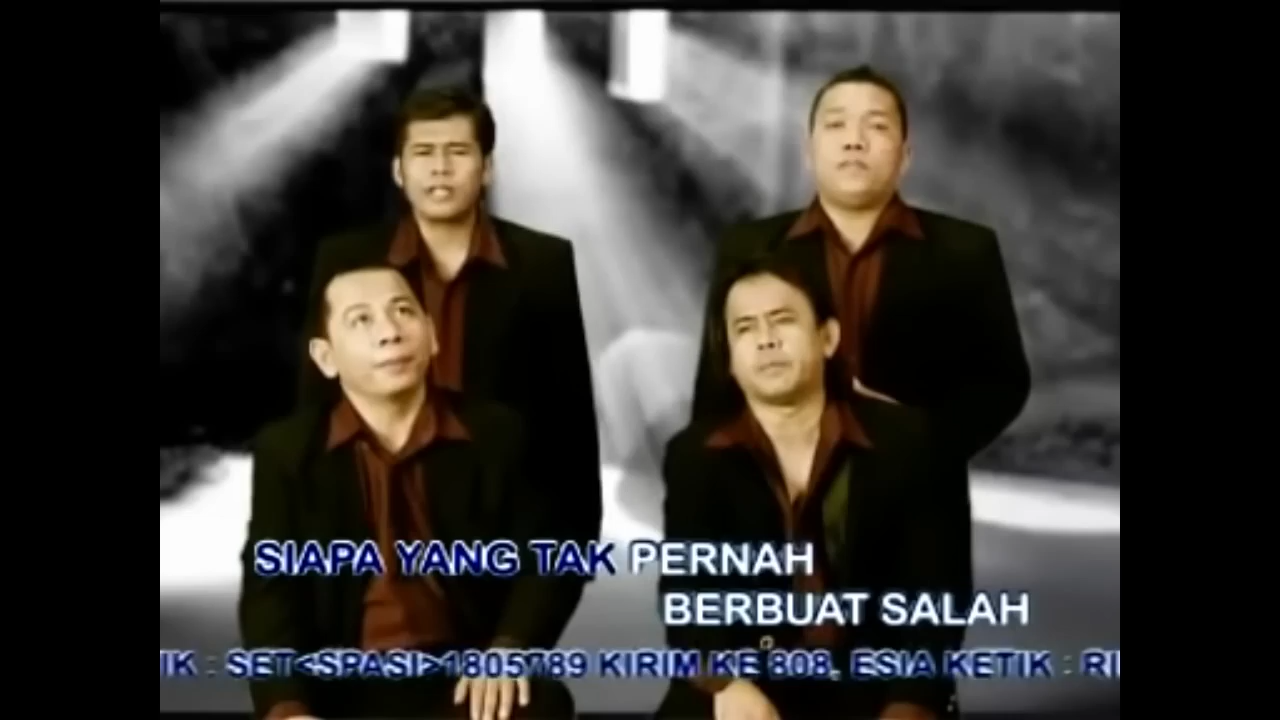 SIAPA YANG TAK PERNAH
BERBUAT SALAH
IK : SET<SPASI>1805789 KIRIM KE 808, ESIA KETIK : RI